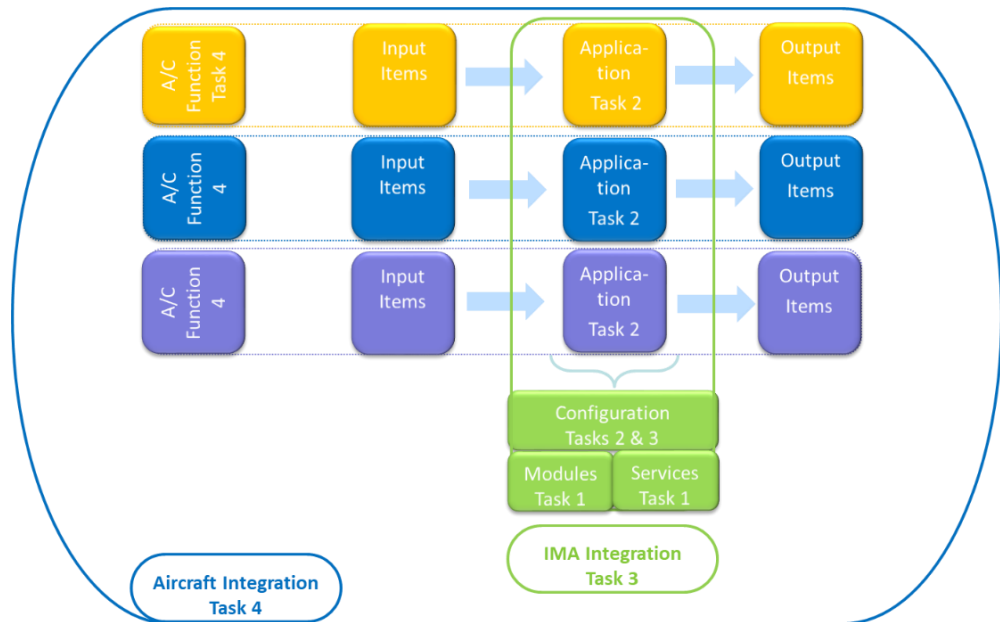 A/C
Function
Task 4
Input
Items
Applica-
tion
Task 2
Output
Items
A/C
Function
4
Input
Items
Applica-
tion
Task 2
Output
Items
A/C
Function
4
Input
Items
Applica-
tion
Task 2
Output
Items
Configuration
Tasks 2 & 3
Modules
Task 1
Services
Task 1
IMA Integration
Task 3
Aircraft Integration
Task 4